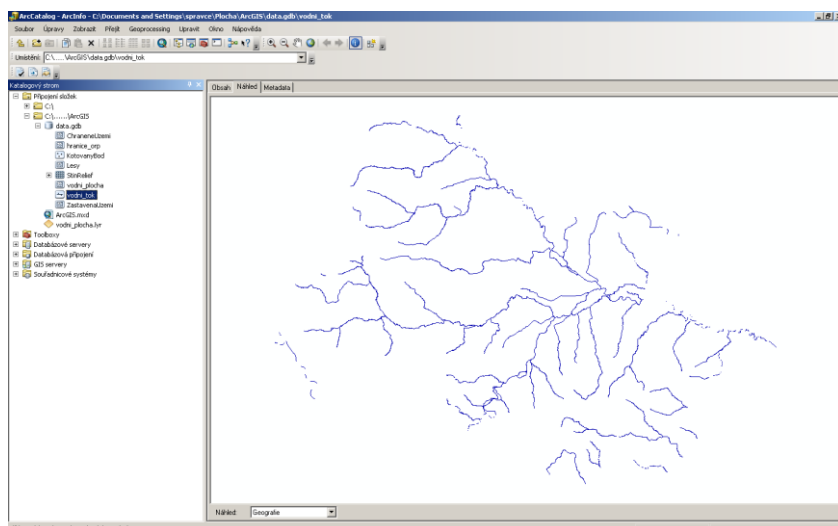 ArcCatalog - ArcInfo - C:\Documents and Settings\spravce\Plocha\ArcGIS\data.gdb\vodni_tok
Soubor Úpravy Zobrazit Přejít Geoprocessing Upravit Okno Nápověda
Umístění: C:\......\ArcGIS\data.gdb\vodni_tok
Katalogový strom
Obsah Náhled Metadata
Připojení složek
C:\
C:\......\ArcGIS
data.gdb
ChraneneUzemi
hranice_orp
KotovanyBod
Lesy
StinRelief
vodni_plocha
vodni_tok
ZastavenaUzemi
ArcGIS.mxd
vodni_plocha.lyr
Toolboxy
Databázové servery
Databázová připojení
GIS servery
Souřadnicové systémy
Náhled: Geografie